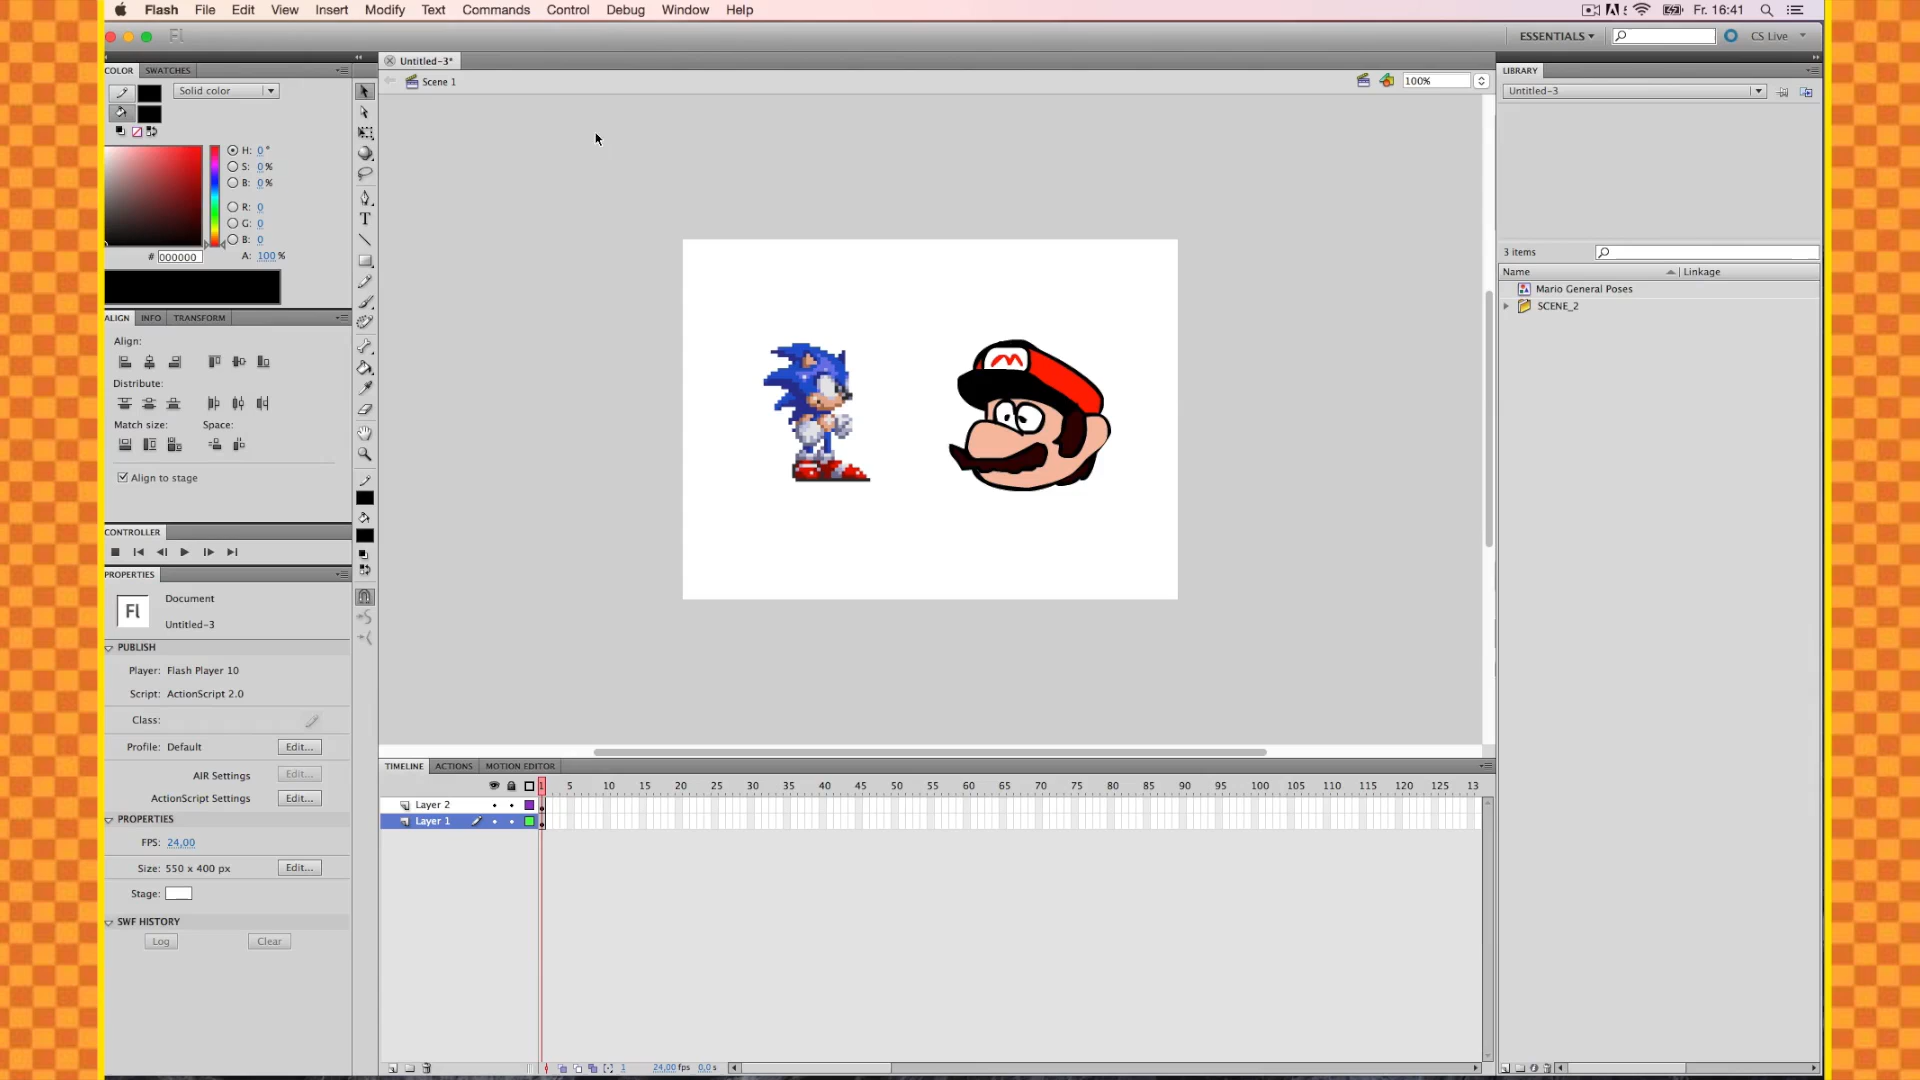 Flash File Edit View Insert Modify Text Commands Control Debug Window Help Fr. 16:41
Fl ESSENTIALS CS Live
COLOR SWATCHES
Untitled-3*
LIBRARY
Solid color
Scene 1
100%
Untitled-3
H: 0 °
S: 0 %
B: 0 %
R: 0
G: 0
B: 0
# 000000 A: 100 %
3 items
Name Linkage
Mario General Poses
SCENE_2
ALIGN INFO TRANSFORM
Align:
Distribute:
Match size: Space:
Align to stage
CONTROLLER
PROPERTIES
Fl
Document
Untitled-3
PUBLISH
Player: Flash Player 10
Script: ActionScript 2.0
Class:
Profile: Default Edit...
AIR Settings Edit...
ActionScript Settings Edit...
PROPERTIES
FPS: 24,00
Size: 550 x 400 px Edit...
Stage:
SWF HISTORY
Log Clear
T
M
TIMELINE ACTIONS MOTION EDITOR
1 5 10 15 20 25 30 35 40 45 50 55 60 65 70 75 80 85 90 95 100 105 110 115 120 125 13
Layer 2
Layer 1
1 24,00 fps 0,0 s